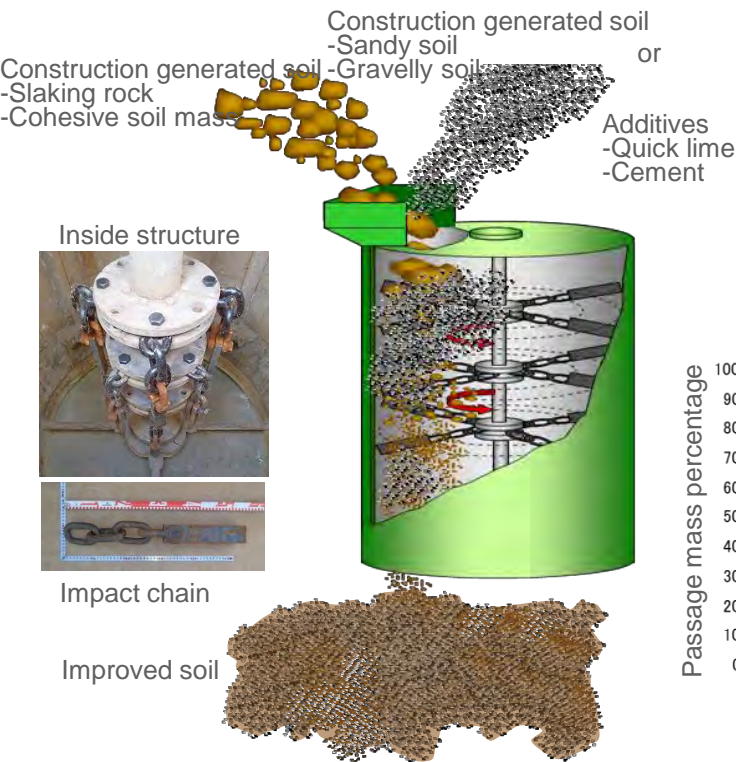 Construction generated soil
-Sandy soil
-Gravelly soil
or
Construction generated soil
-Slaking rock
-Cohesive soil mass
Additives
-Quick lime
-Cement
Inside structure
Impact chain
Improved soil
Passage mass percentage
100
90
80
70
60
50
40
30
20
10
0